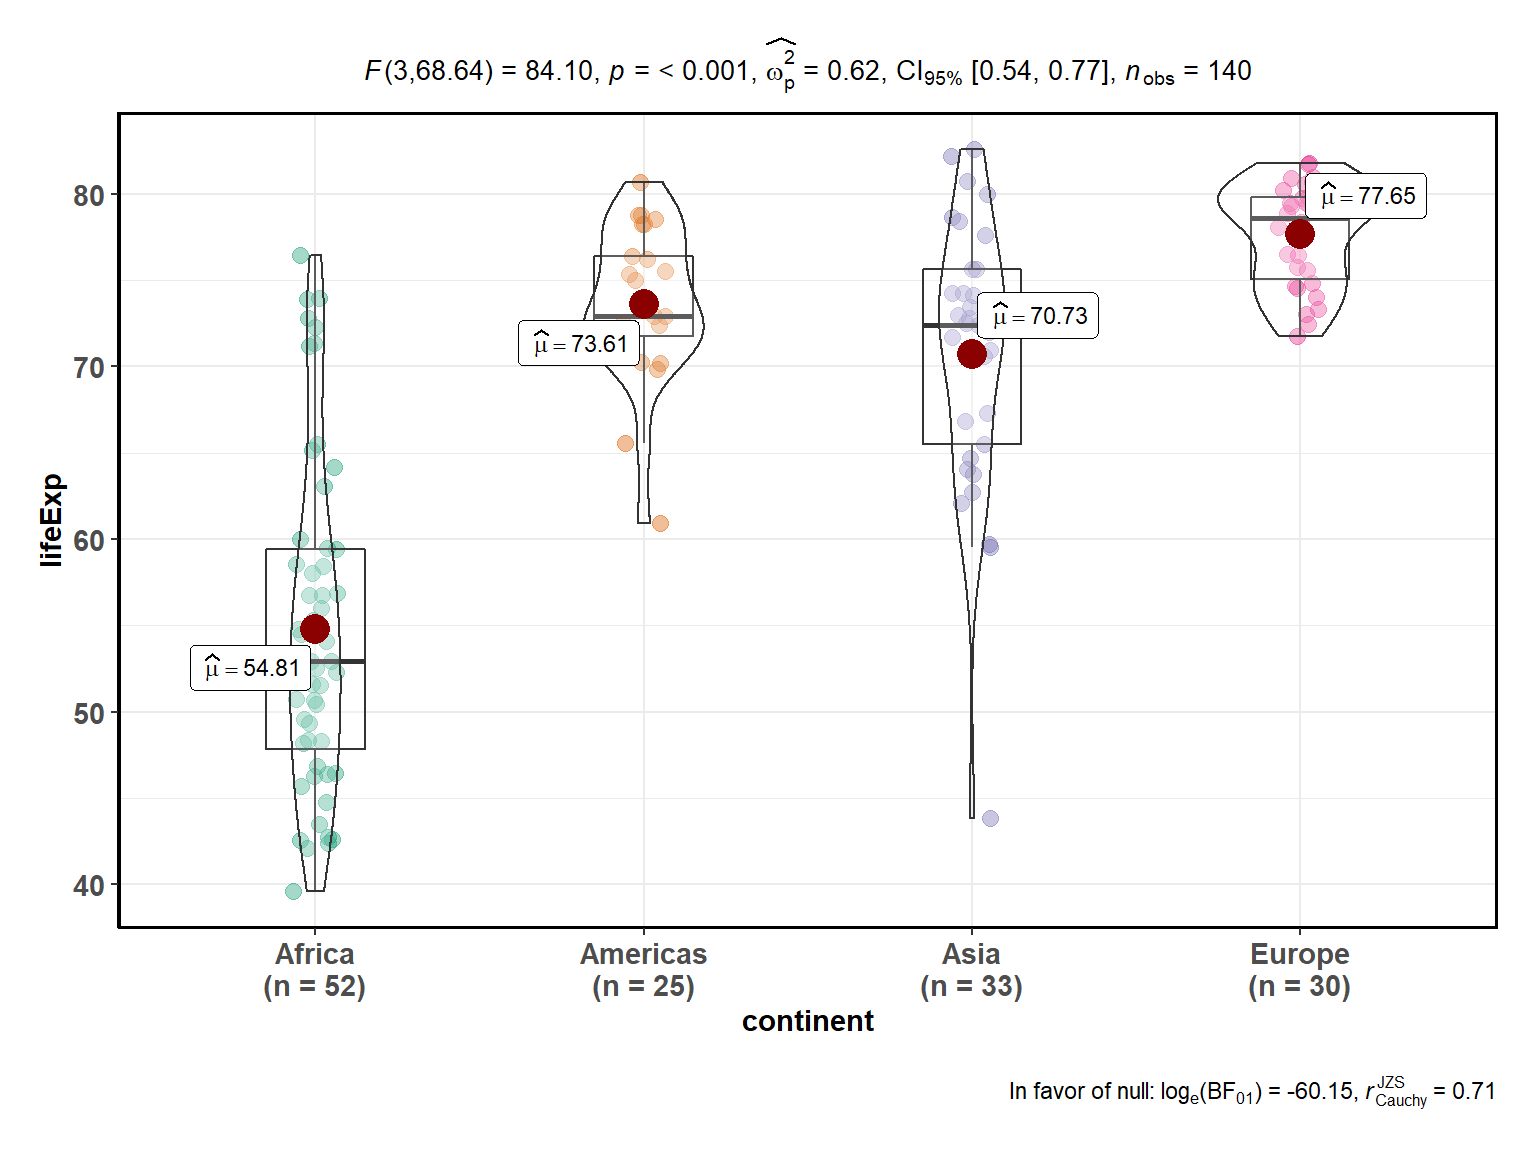 F(3,68.64) = 84.10, p = < 0.001, ω̂²ₚ = 0.62, CI95% [0.54, 0.77], nobs = 140
80
70
60
50
40
lifeExp
μ̂ = 54.81
μ̂ = 73.61
μ̂ = 70.73
μ̂ = 77.65
Africa
(n = 52)
Americas
(n = 25)
Asia
(n = 33)
Europe
(n = 30)
continent
In favor of null: loge(BF01) = -60.15, r JZS Cauchy = 0.71